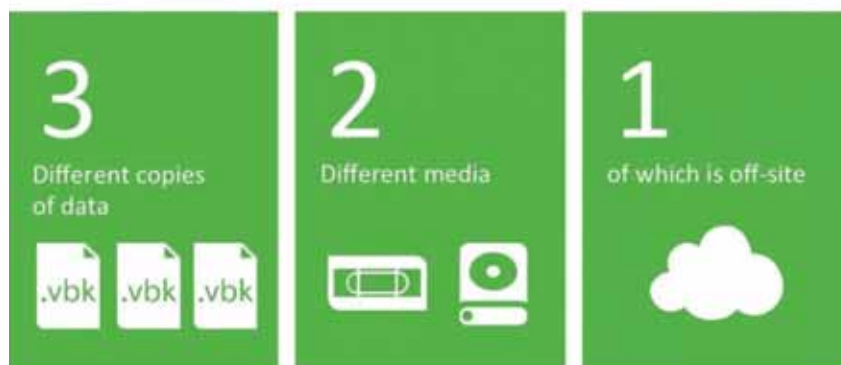 3
Different copies
of data
.vbk
.vbk
.vbk
2
Different media
1
of which is off-site